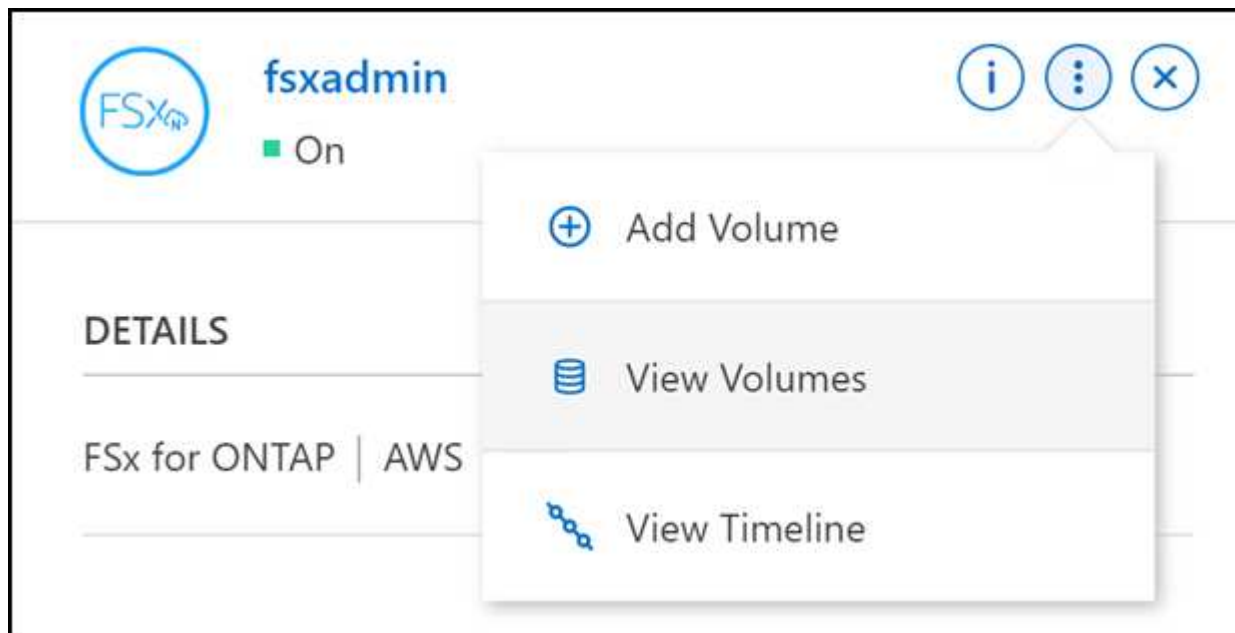 FSx
N
fsxadmin
i
On
Add Volume
DETAILS
View Volumes
FSx for ONTAP | AWS
View Timeline